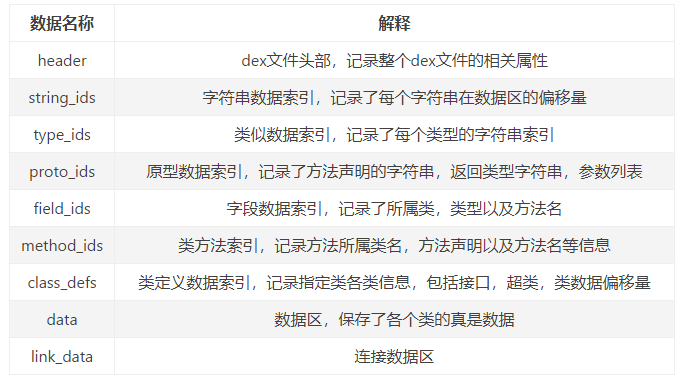 数据名称 解释
header dex文件头部，记录整个dex文件的相关属性
string_ids 字符串数据索引，记录了每个字符串在数据区的偏移量
type_ids 类似数据索引，记录了每个类型的字符串索引
proto_ids 原型数据索引，记录了方法声明的字符串，返回类型字符串，参数列表
field_ids 字段数据索引，记录了所属类，类型以及方法名
method_ids 类方法索引，记录方法所属类名，方法声明以及方法名等信息
class_defs 类定义数据索引，记录指定类各类信息，包括接口，超类，类数据偏移量
data 数据区，保存了各个类的真是数据
link_data 连接数据区